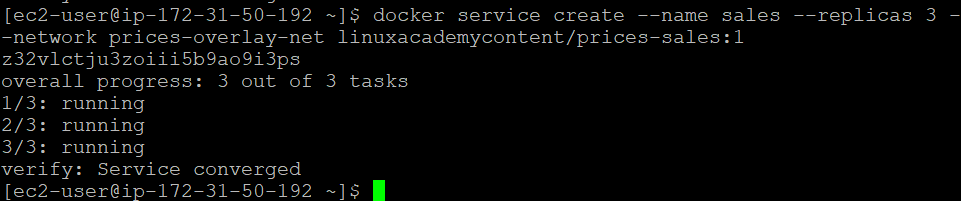 [ec2-user@ip-172-31-50-192 ~]$ docker service create --name sales --replicas 3 -
-network prices-overlay-net linuxacademycontent/prices-sales:1
z32vlctju3zoiii5b9ao9i3ps
overall progress: 3 out of 3 tasks
1/3: running
2/3: running
3/3: running
verify: Service converged
[ec2-user@ip-172-31-50-192 ~]$